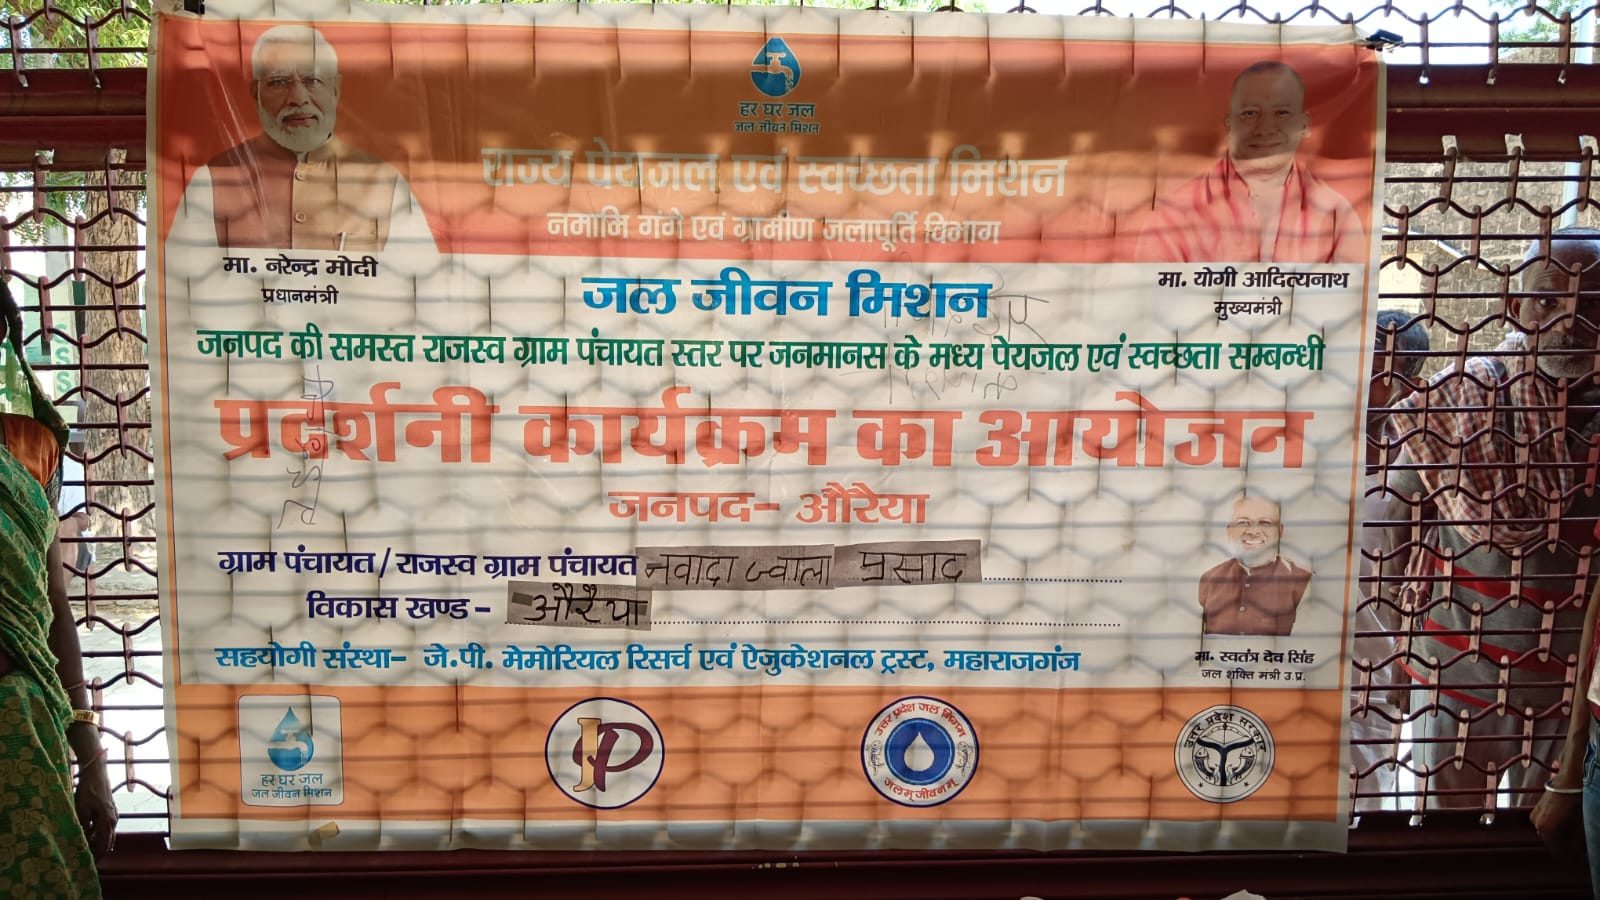 हर घर जल
जल जीवन मिशन
राज्य पेयजल एवं स्वच्छता मिशन
नमामि गंगे एवं ग्रामीण जलापूर्ति विभाग
मा. नरेन्द्र मोदी
प्रधानमंत्री
मा. योगी आदित्यनाथ
मुख्यमंत्री
जल जीवन मिशन
जनपद की समस्त राजस्व ग्राम पंचायत स्तर पर जनमानस के मध्य पेयजल एवं स्वच्छता सम्बन्धी
प्रदर्शनी कार्यक्रम का आयोजन
जनपद- औरैया
ग्राम पंचायत/राजस्व ग्राम पंचायत नवादा ज्वाला प्रसाद
विकास खण्ड - औरैया
सहयोगी संस्था- जे.पी. मेमोरियल रिसर्च एवं ऐजुकेशनल ट्रस्ट, महाराजगंज
मा. स्वतंत्र देव सिंह
जल शक्ति मंत्री उ.प्र.
हर घर जल
जल जीवन मिशन
JP
उत्तर प्रदेश जल निगम
जलम् जीवनम्
उत्तर प्रदेश सरकार